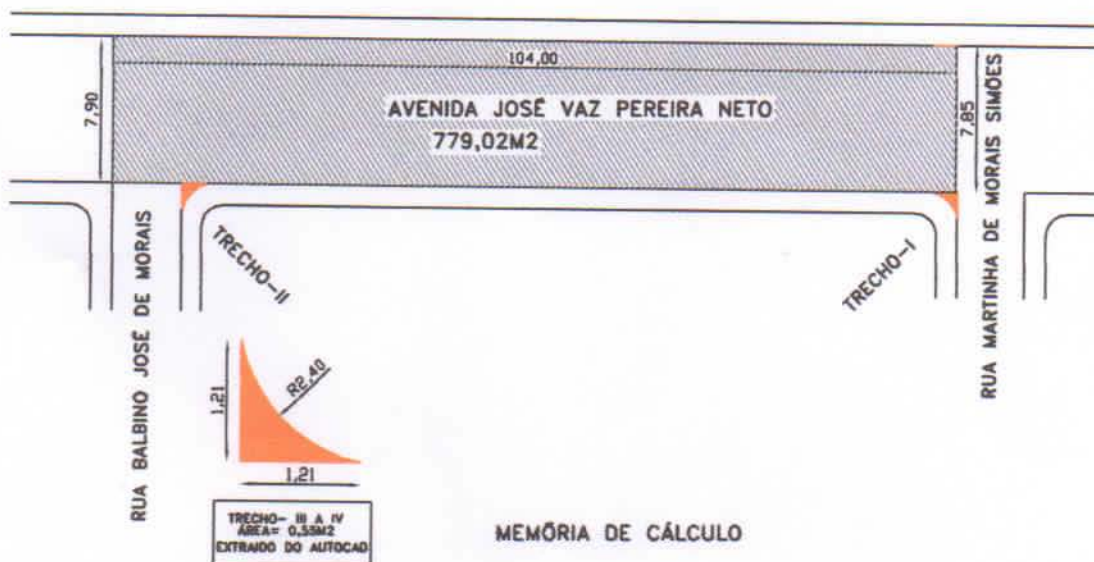 104,00
7,90
AVENIDA JOSÉ VAZ PEREIRA NETO
779,02M2
7,85
RUA MARTINHA DE MORAIS SIMÕES
RUA BALBINO JOSÉ DE MORAIS
TRECHO-II
TRECHO-I
1,21
R2,40
1,21
TRECHO- III A IV
ÁREA= 0,55M2
EXTRAIDO DO AUTOCAD
MEMÓRIA DE CÁLCULO